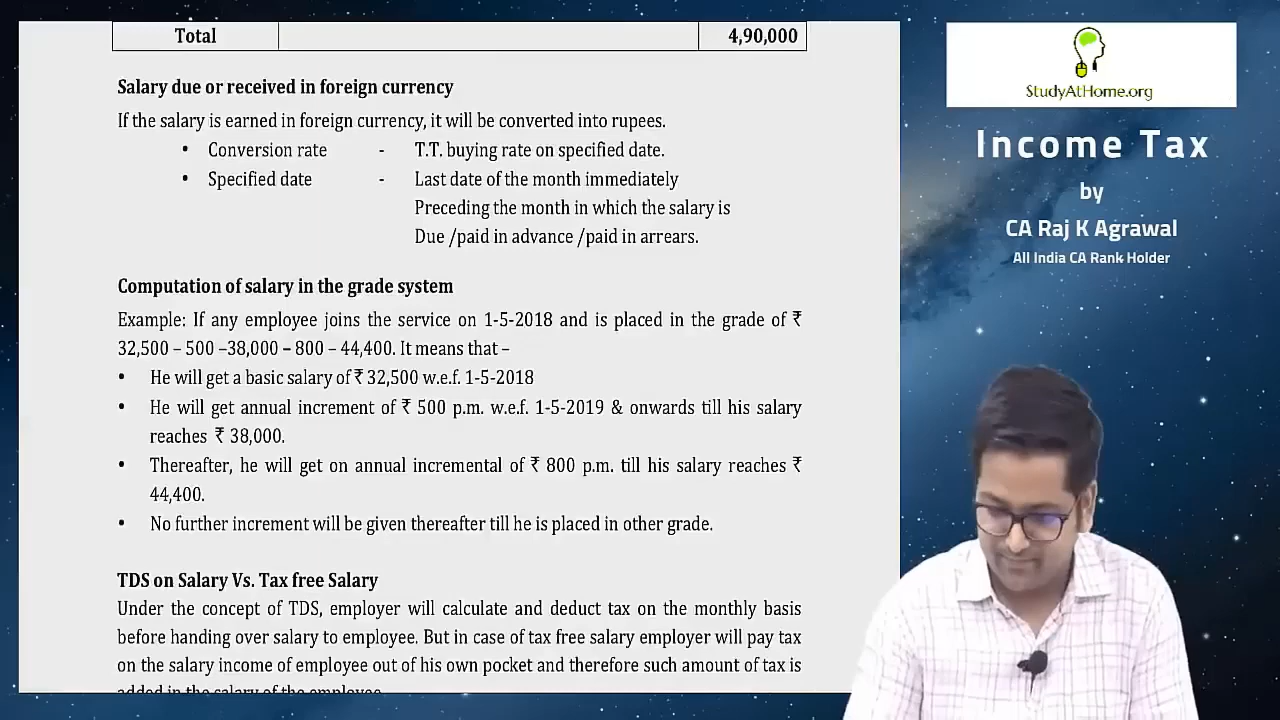 Total 4,90,000
Salary due or received in foreign currency
If the salary is earned in foreign currency, it will be converted into rupees.
• Conversion rate - T.T. buying rate on specified date.
• Specified date - Last date of the month immediately
Preceding the month in which the salary is
Due /paid in advance /paid in arrears.
Computation of salary in the grade system
Example: If any employee joins the service on 1-5-2018 and is placed in the grade of ₹
32,500 – 500 –38,000 – 800 – 44,400. It means that –
• He will get a basic salary of ₹ 32,500 w.e.f. 1-5-2018
• He will get annual increment of ₹ 500 p.m. w.e.f. 1-5-2019 & onwards till his salary
reaches ₹ 38,000.
• Thereafter, he will get on annual incremental of ₹ 800 p.m. till his salary reaches ₹
44,400.
• No further increment will be given thereafter till he is placed in other grade.
TDS on Salary Vs. Tax free Salary
Under the concept of TDS, employer will calculate and deduct tax on the monthly basis
before handing over salary to employee. But in case of tax free salary employer will pay tax
on the salary income of employee out of his own pocket and therefore such amount of tax is
added in the salary of the employee
StudyAtHome.org
Income Tax
by
CA Raj K Agrawal
All India CA Rank Holder